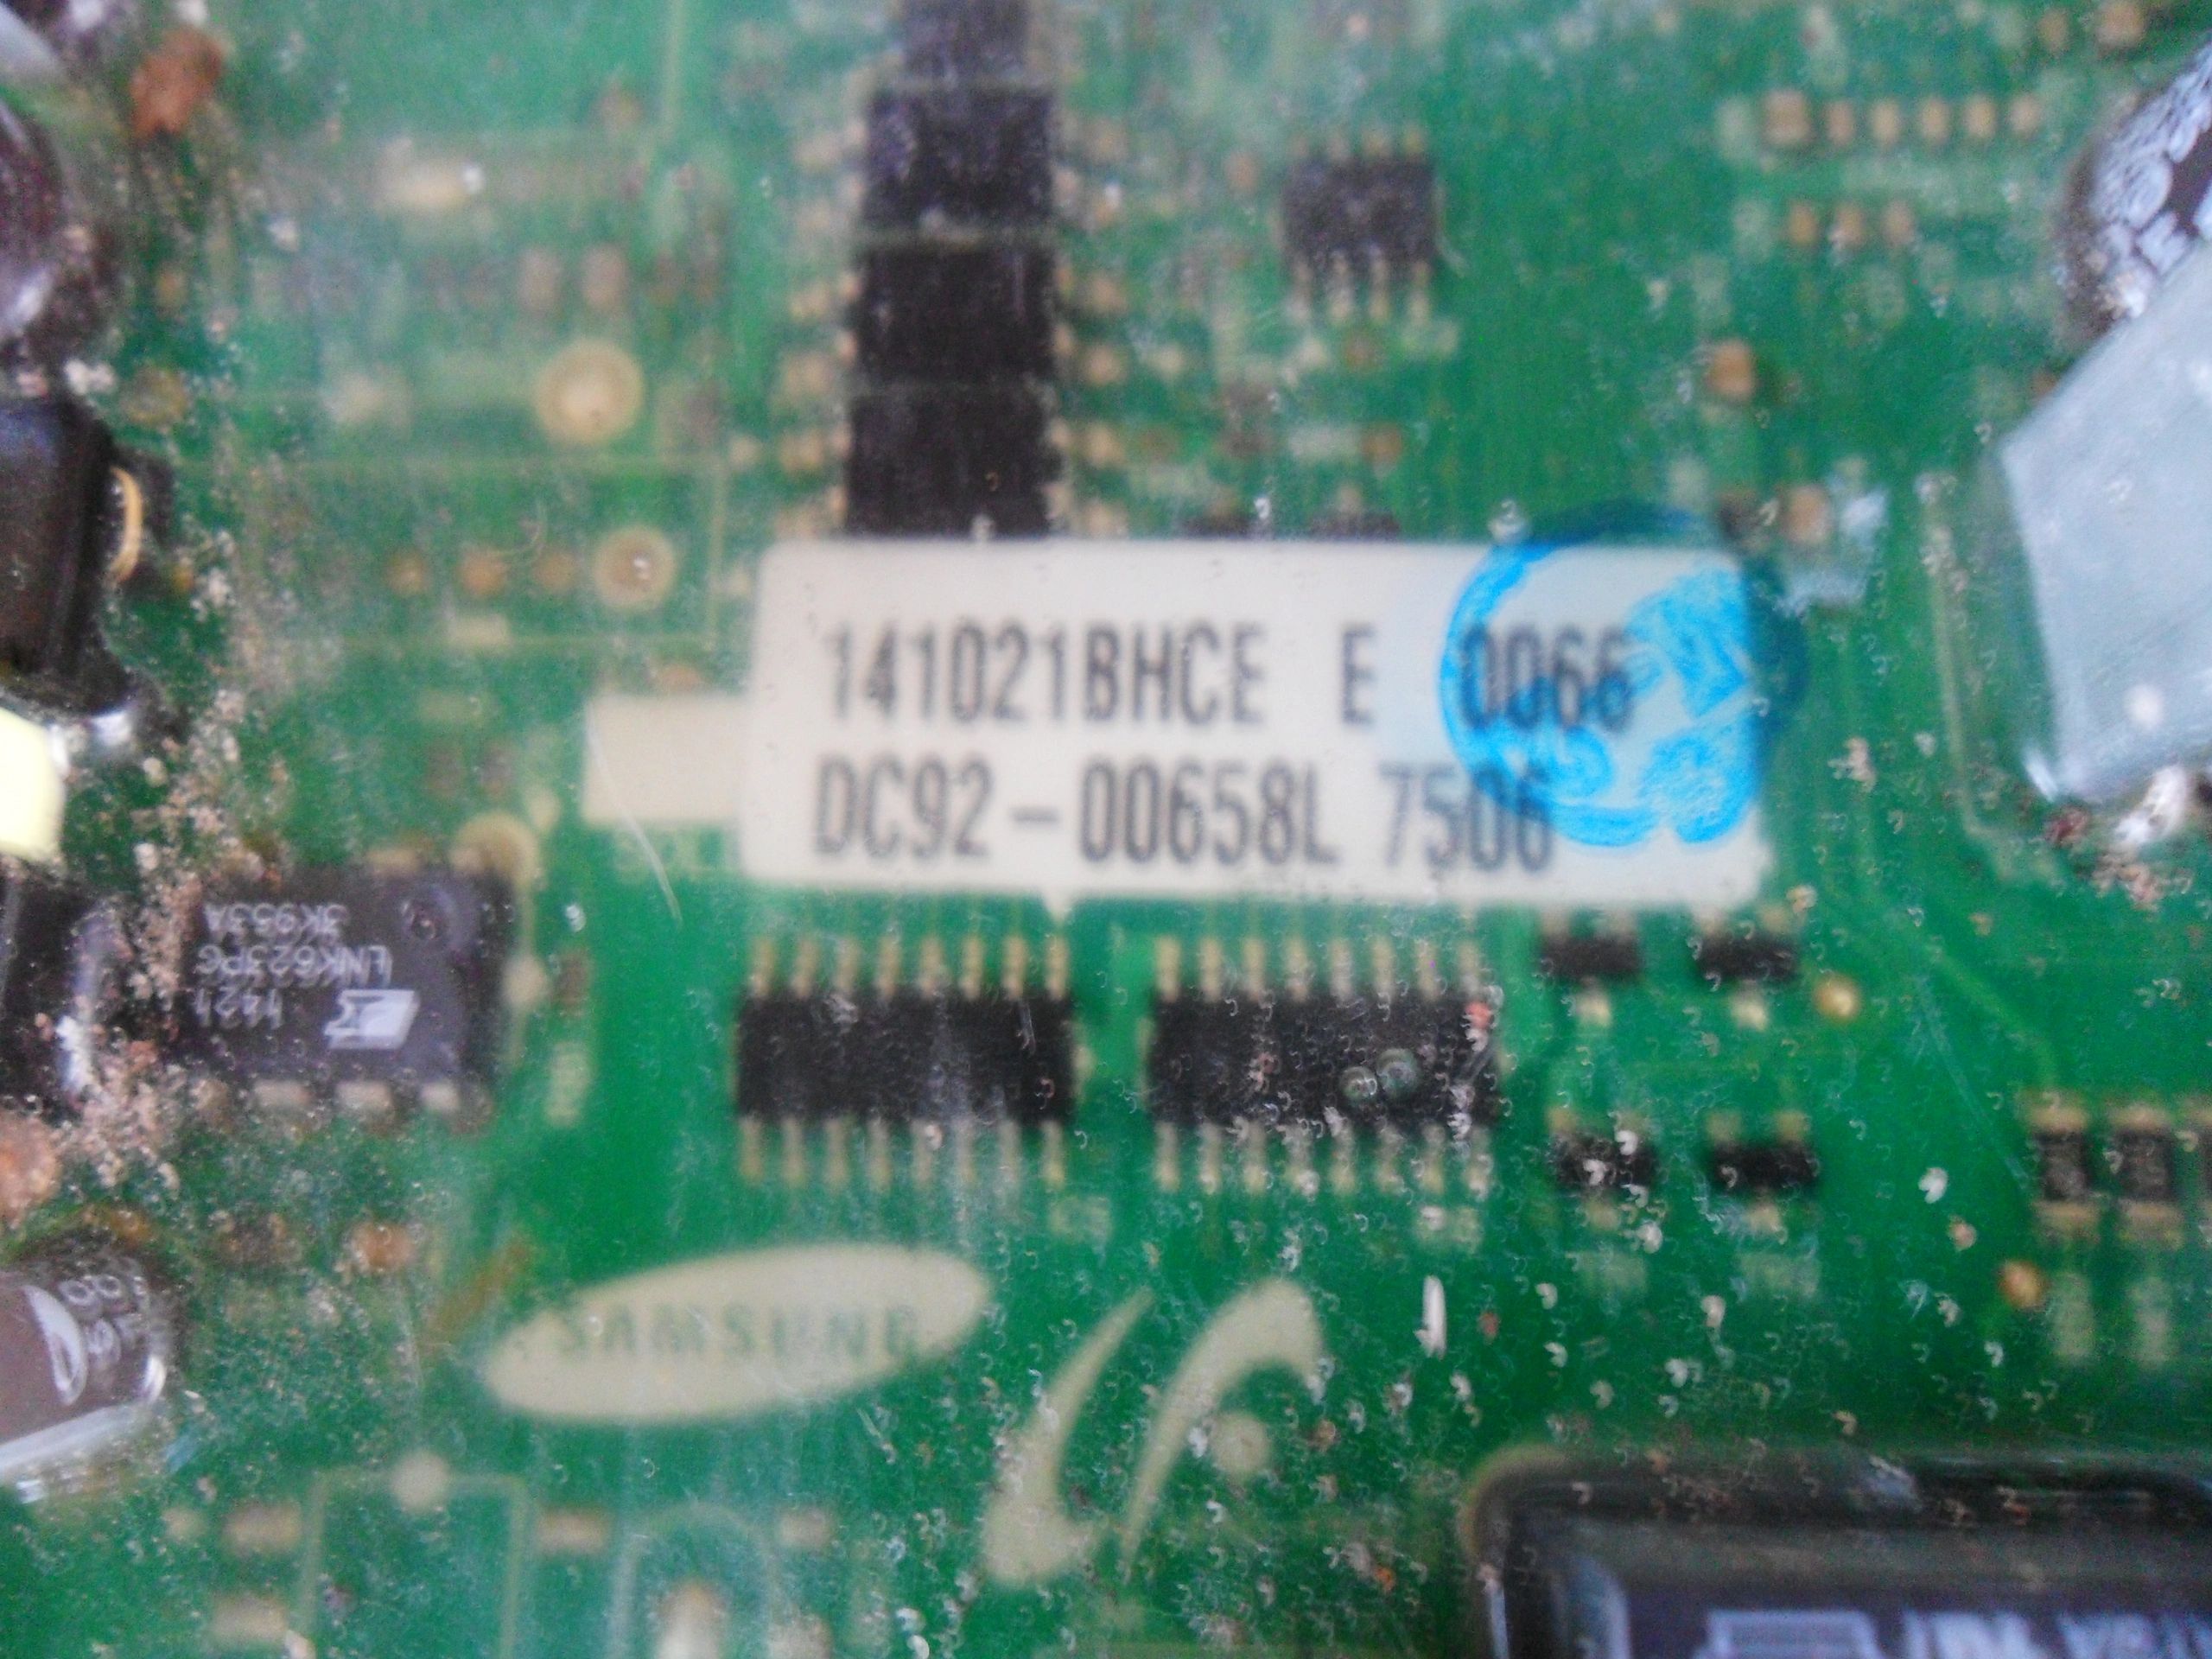 141021BHCE E 0066
DC92-00658L 7506
1421
LNK623PG
3K953A
SAMSUNG